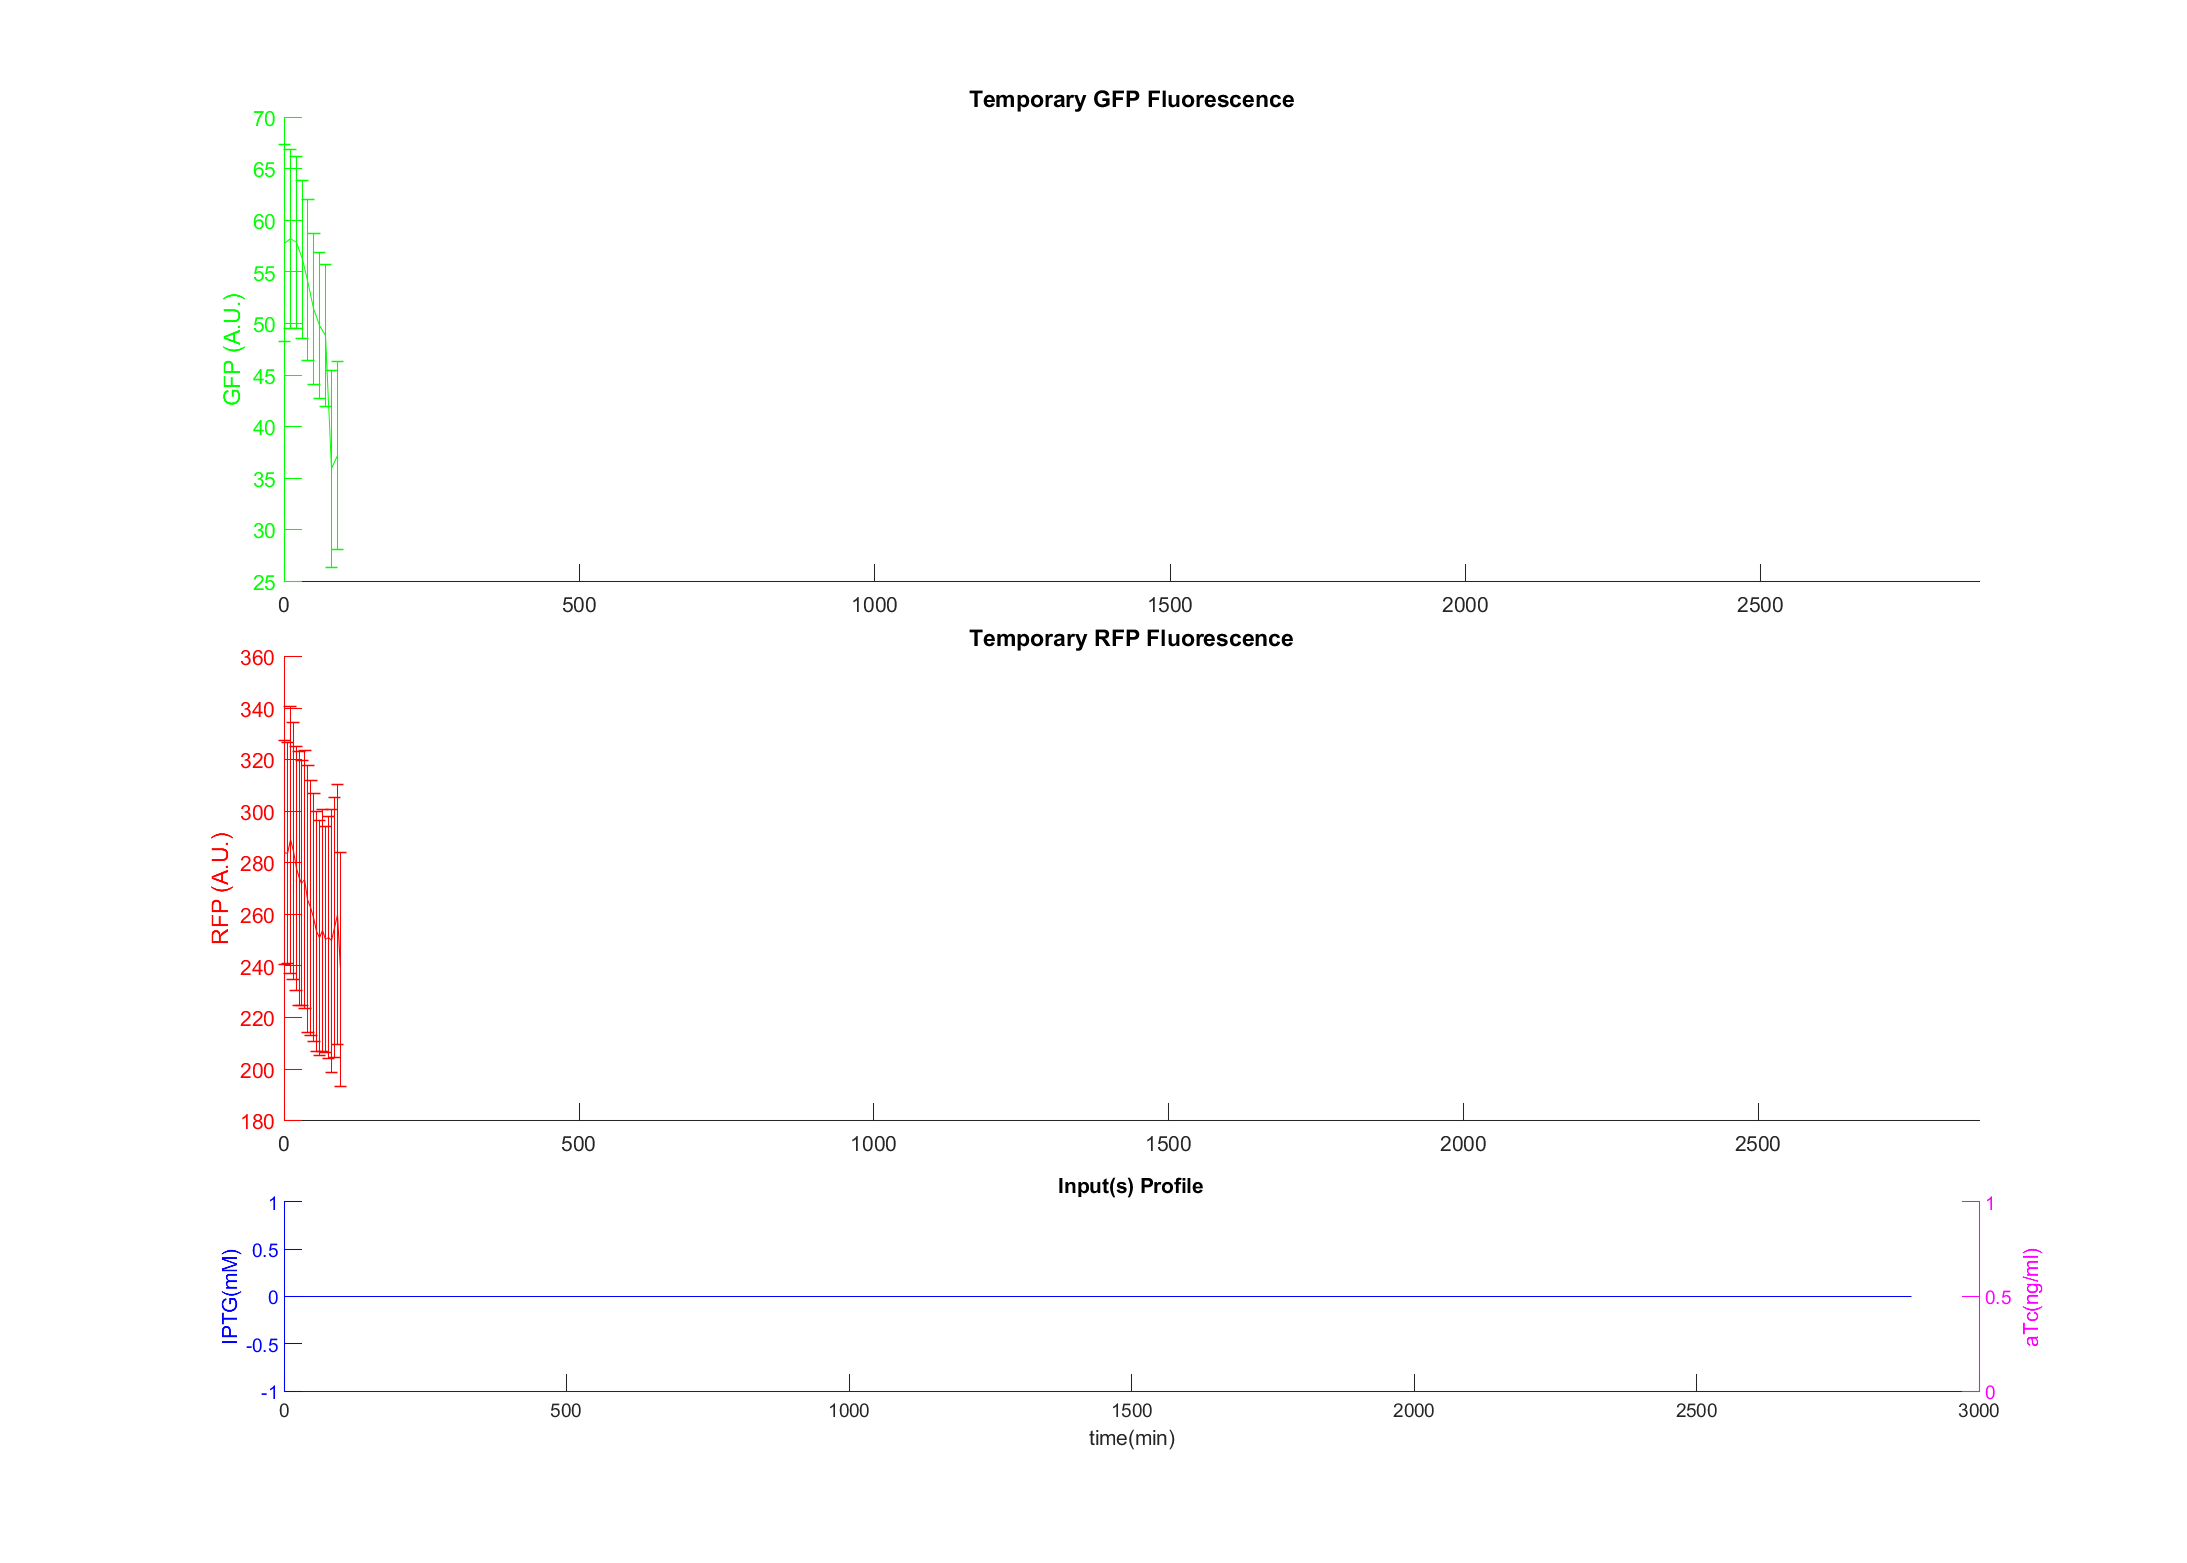 Temporary GFP Fluorescence
70
65
60
55
50
45
40
35
30
25
GFP (A.U.)
0 500 1000 1500 2000 2500
Temporary RFP Fluorescence
360
340
320
300
280
260
240
220
200
180
RFP (A.U.)
0 500 1000 1500 2000 2500
Input(s) Profile
1
0.5
0
-0.5
-1
IPTG(mM)
1
0.5
0
aTc(ng/ml)
0 500 1000 1500 2000 2500 3000
time(min)